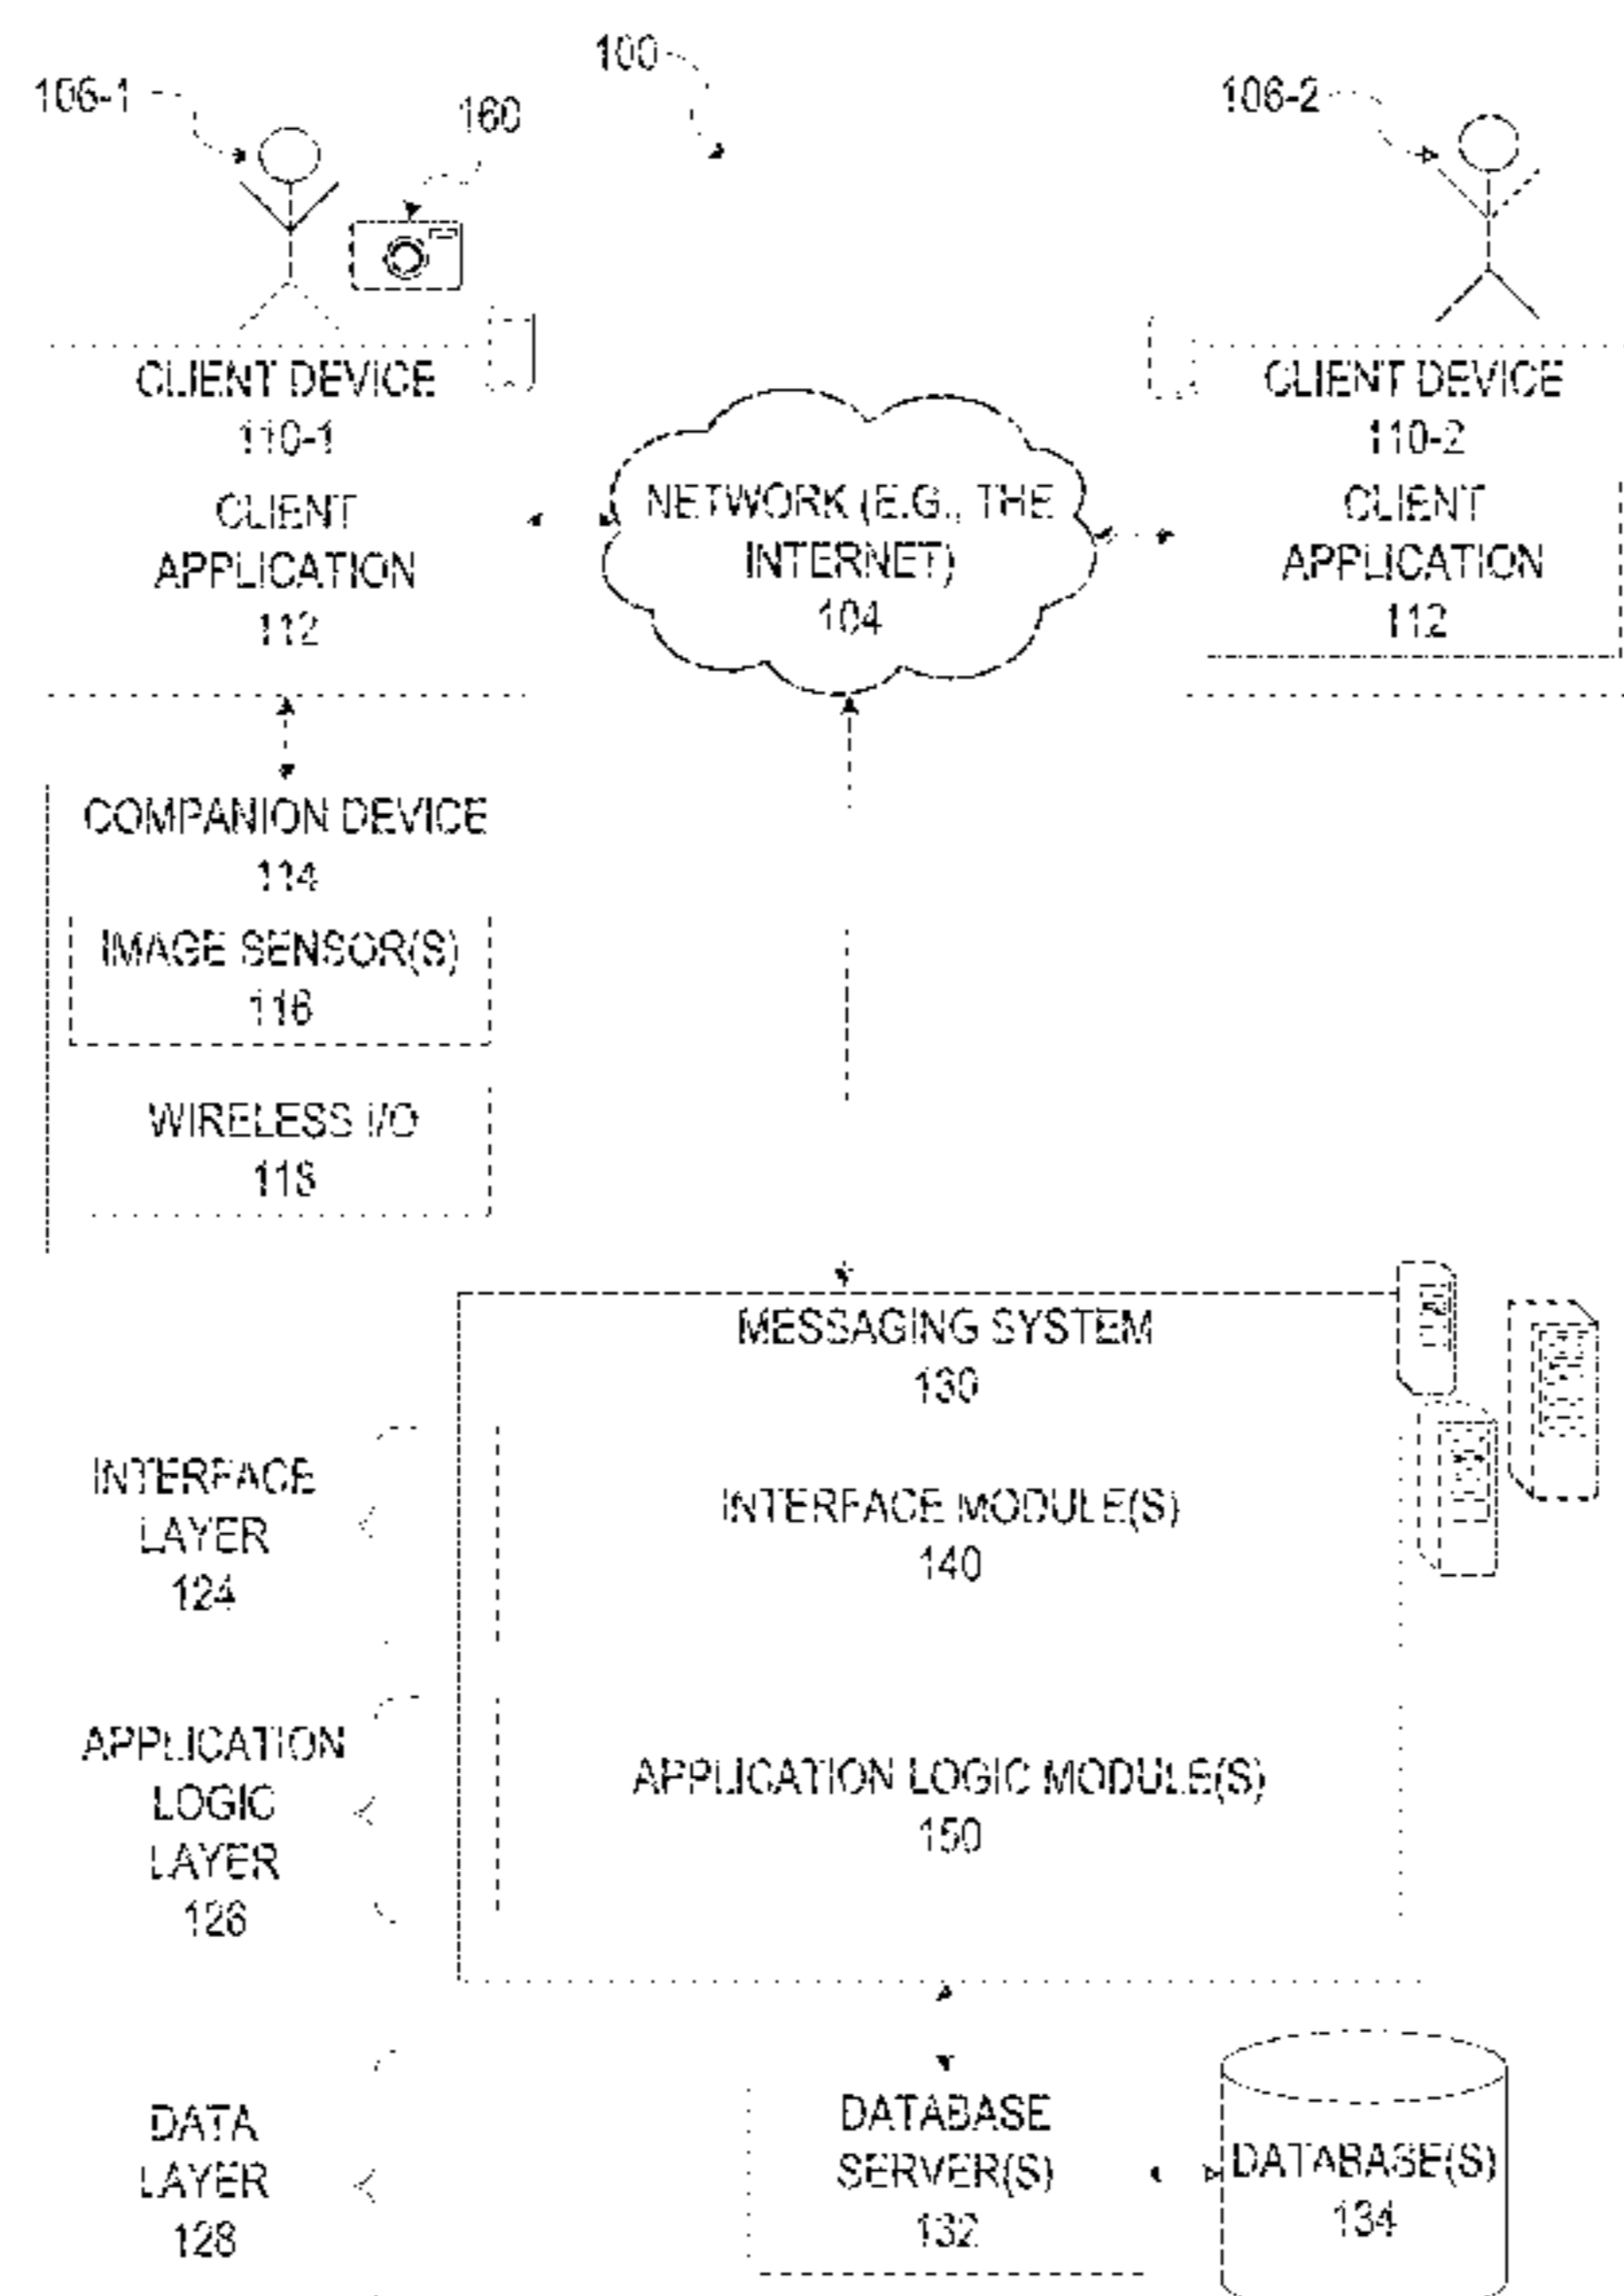 100
106-1
160
106-2
CLIENT DEVICE
110-1
CLIENT
APPLICATION
112
NETWORK (E.G., THE
INTERNET)
104
CLIENT DEVICE
110-2
CLIENT
APPLICATION
112
COMPANION DEVICE
114
IMAGE SENSOR(S)
116
WIRELESS I/O
118
MESSAGING SYSTEM
130
INTERFACE
LAYER
124
INTERFACE MODULE(S)
140
APPLICATION
LOGIC
LAYER
126
APPLICATION LOGIC MODULE(S)
150
DATA
LAYER
128
DATABASE
SERVER(S)
132
DATABASE(S)
134